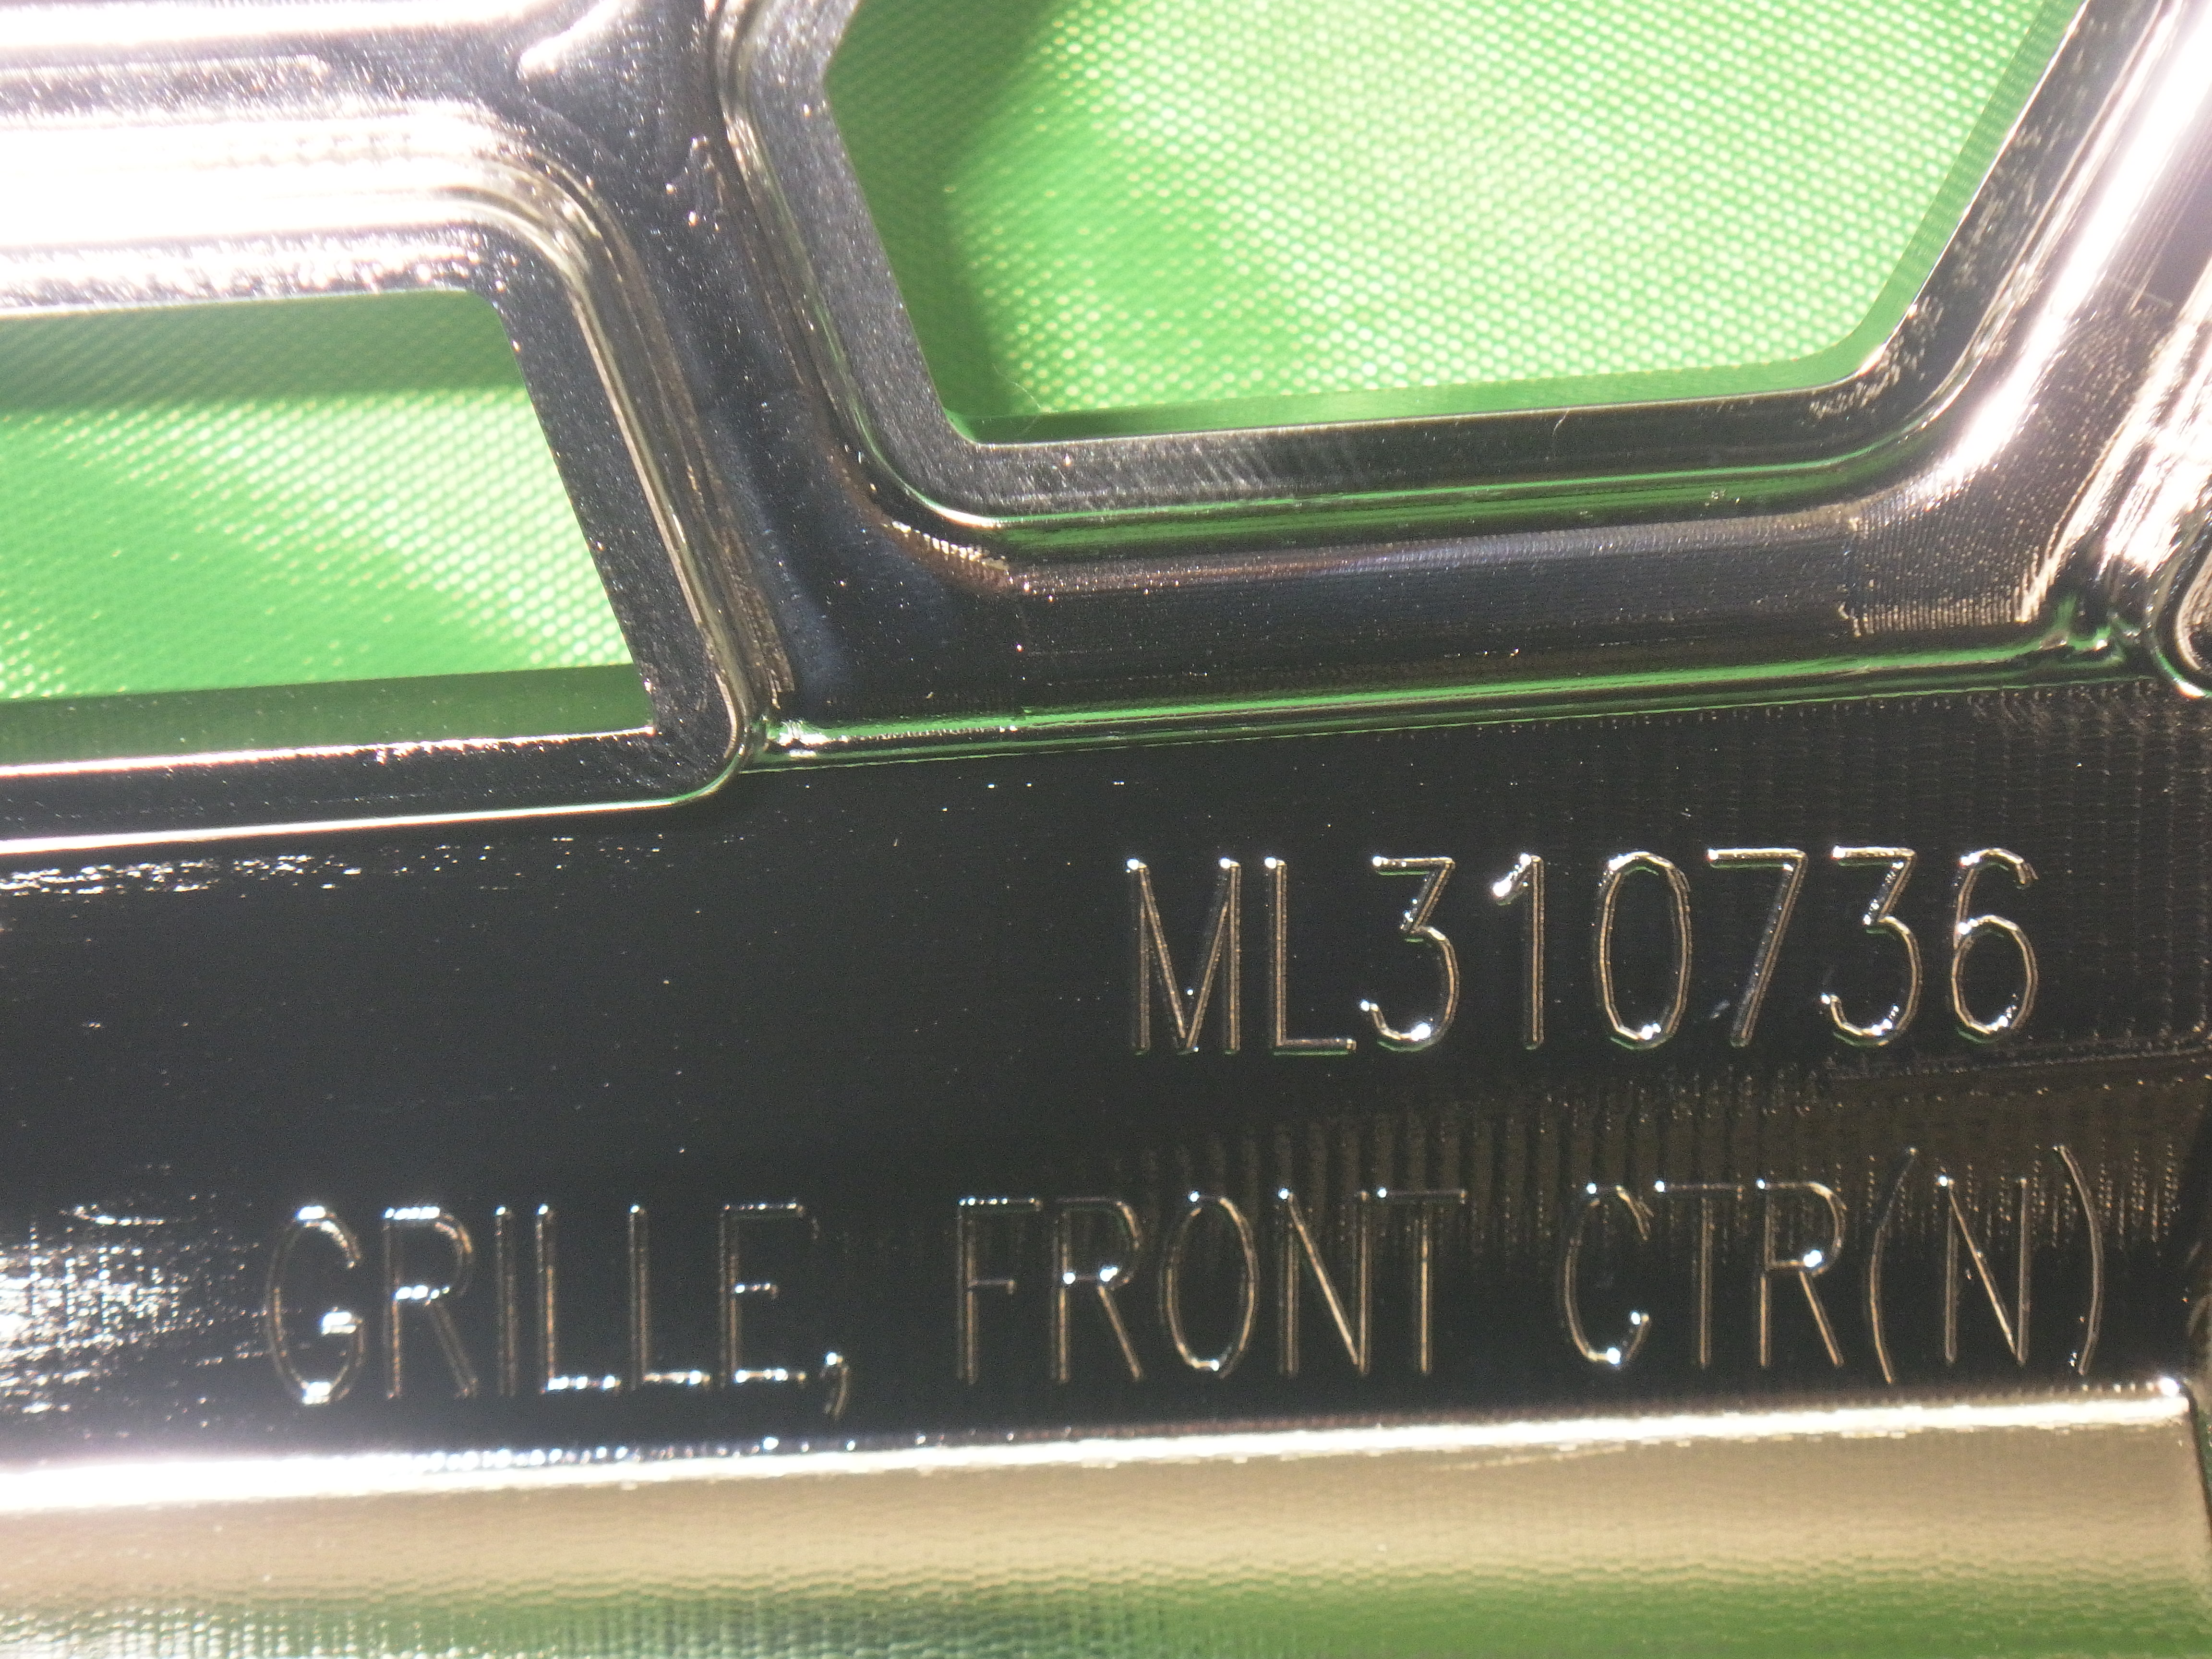 ML310736
GRILLE, FRONT CTR(N)